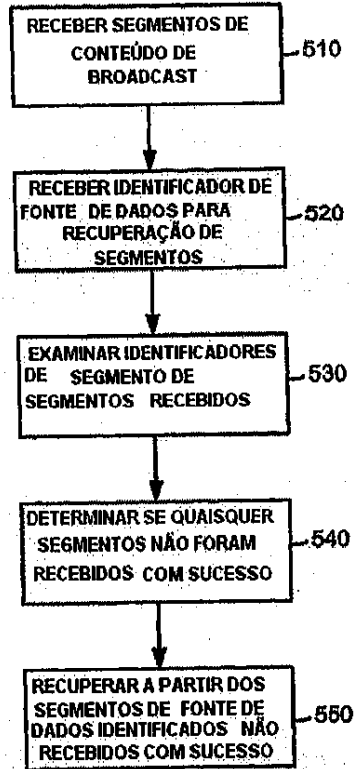 RECEBER SEGMENTOS DE
CONTEÚDO DE
BROADCAST
510
RECEBER IDENTIFICADOR DE
FONTE DE DADOS PARA
RECUPERAÇÃO DE
SEGMENTOS
520
EXAMINAR IDENTIFICADORES
DE SEGMENTO DE
SEGMENTOS RECEBIDOS
530
DETERMINAR SE QUAISQUER
SEGMENTOS NÃO FORAM
RECEBIDOS COM SUCESSO
540
RECUPERAR A PARTIR DOS
SEGMENTOS DE FONTE DE
DADOS IDENTIFICADOS NÃO
RECEBIDOS COM SUCESSO
550